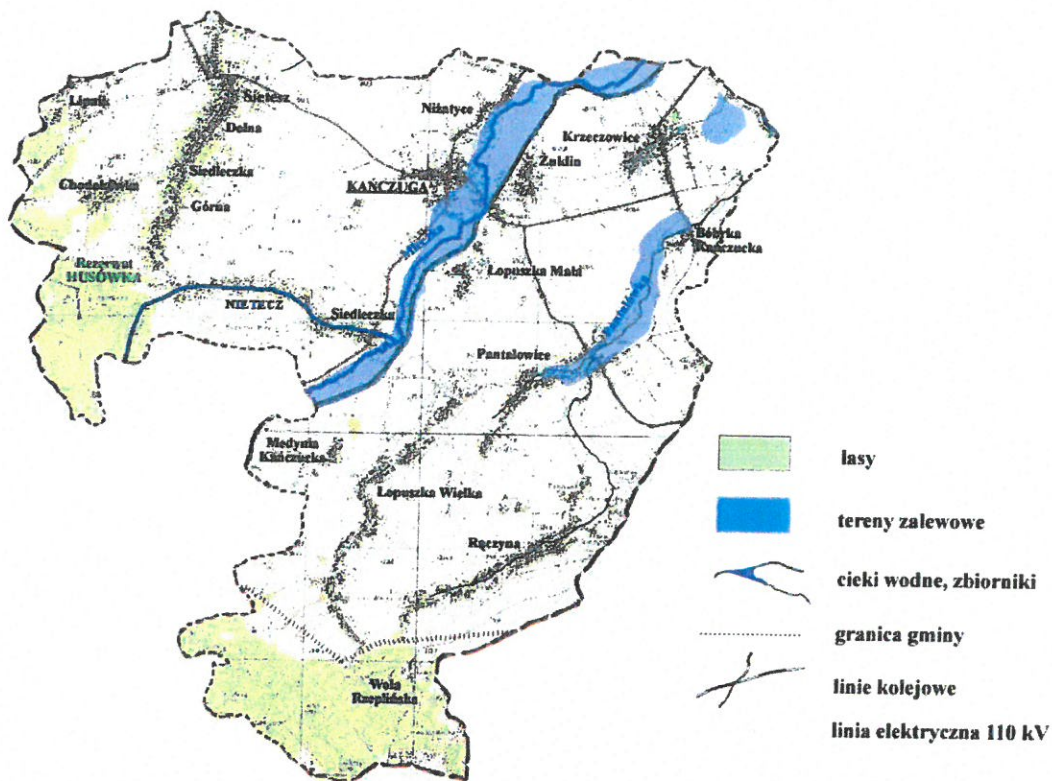 Lipnik
Sietesz
Dolna
Niżatyce
Krzeczowice
Żuklin
Siedleczka
Chodakówka
KAŃCZUGA
Górna
Bóbrka
Kańczucka
Rezerwat
HUSÓWKA
Łopuszka Mała
NIETECZ
Siedleczka
Pantalowice
Medynia
Kańczucka
Łopuszka Wielka
Rączyna
Wola
Rzeplińska
lasy
tereny zalewowe
cieki wodne, zbiorniki
granica gminy
linie kolejowe
linia elektryczna 110 kV